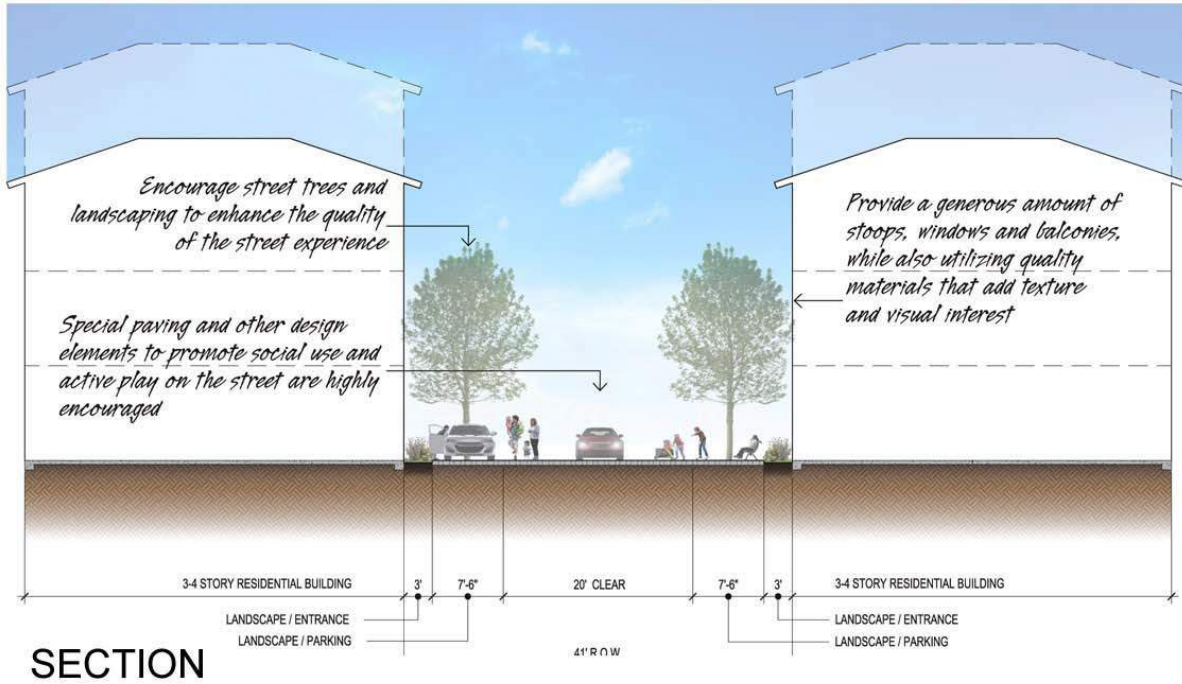 Encourage street trees and
landscaping to enhance the quality
of the street experience
Special paving and other design
elements to promote social use and
active play on the street are highly
encouraged
Provide a generous amount of
stoops, windows and balconies,
while also utilizing quality
materials that add texture
and visual interest
3-4 STORY RESIDENTIAL BUILDING
3'
7'-6"
20' CLEAR
7'-6"
3'
3-4 STORY RESIDENTIAL BUILDING
LANDSCAPE / ENTRANCE
LANDSCAPE / PARKING
LANDSCAPE / ENTRANCE
LANDSCAPE / PARKING
41' R.O.W.
SECTION